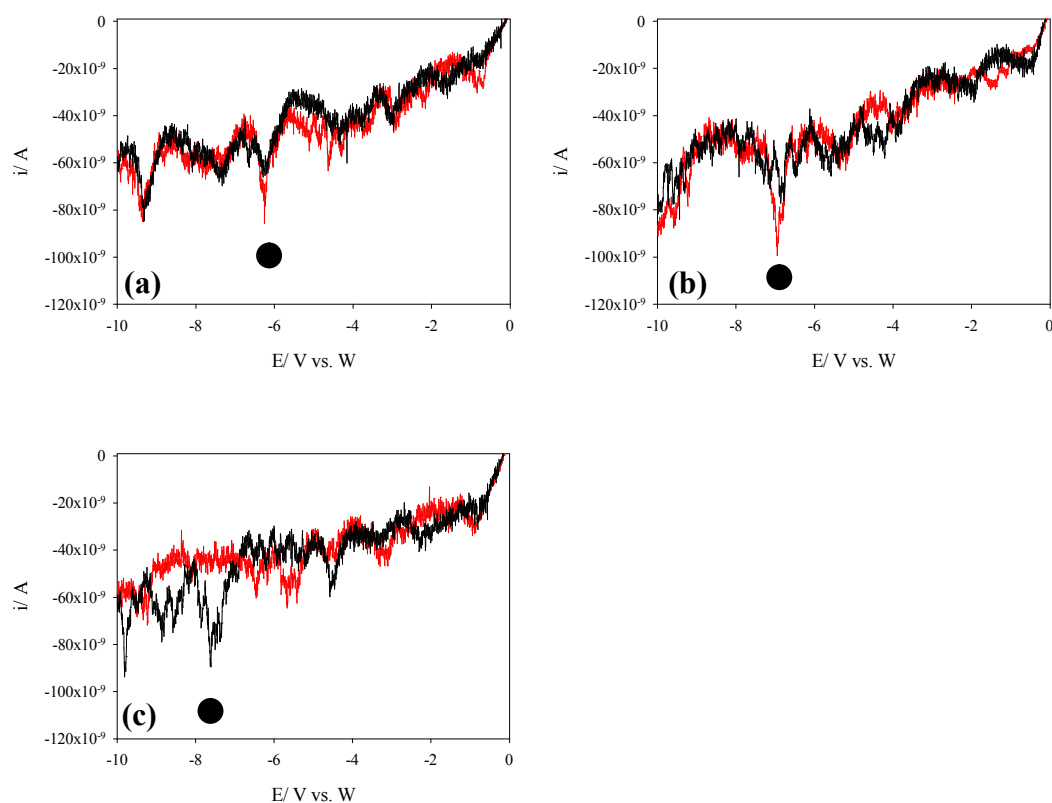 0
-20x10⁻⁹
-40x10⁻⁹
-60x10⁻⁹
-80x10⁻⁹
-100x10⁻⁹
-120x10⁻⁹
i/ A
(a)
-10 -8 -6 -4 -2 0
E/ V vs. W
0
-20x10⁻⁹
-40x10⁻⁹
-60x10⁻⁹
-80x10⁻⁹
-100x10⁻⁹
-120x10⁻⁹
i/ A
(b)
-10 -8 -6 -4 -2 0
E/ V vs. W
0
-20x10⁻⁹
-40x10⁻⁹
-60x10⁻⁹
-80x10⁻⁹
-100x10⁻⁹
-120x10⁻⁹
i/ A
(c)
-10 -8 -6 -4 -2 0
E/ V vs. W